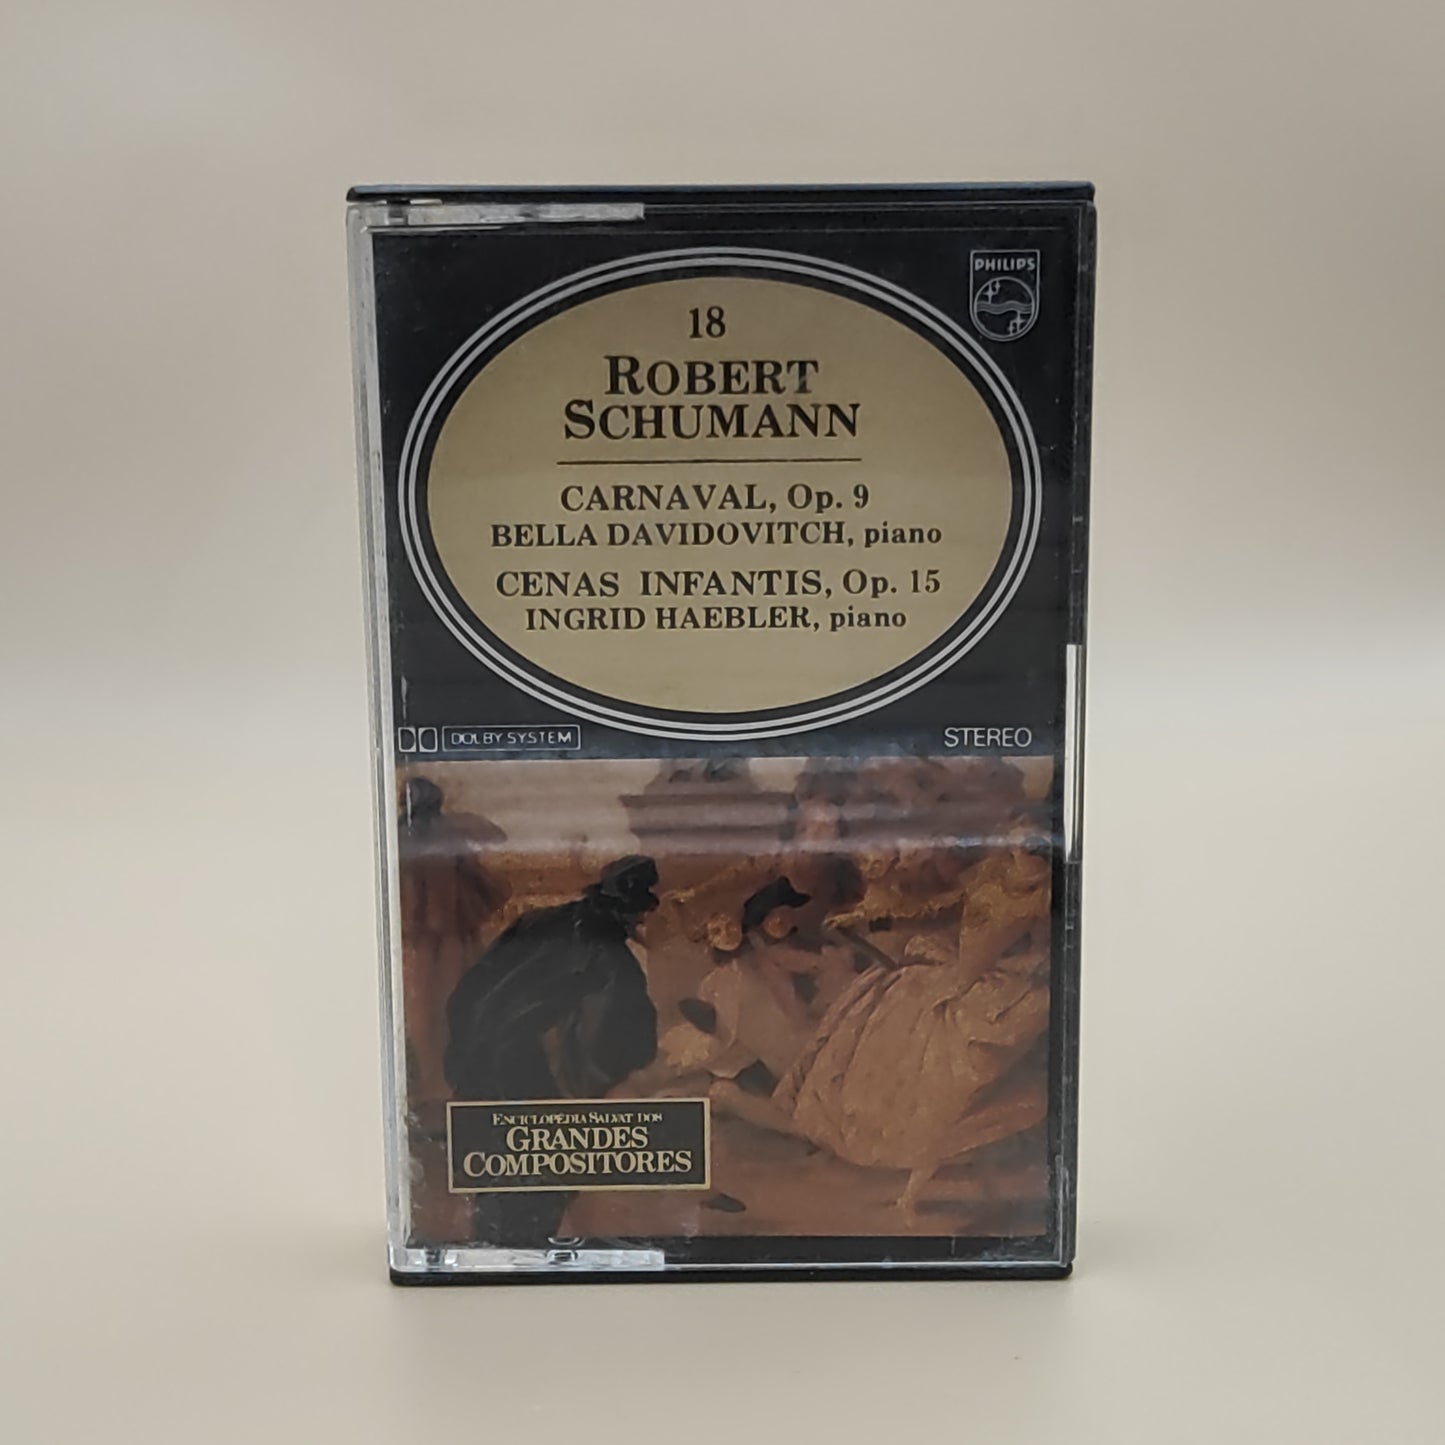 PHILIPS
18
ROBERT
SCHUMANN
CARNAVAL, Op. 9
BELLA DAVIDOVITCH, piano
CENAS INFANTIS, Op. 15
INGRID HAEBLER, piano
DOLBY SYSTEM
STEREO
ENCICLOPÉDIA SALVAT DOS
GRANDES
COMPOSITORES